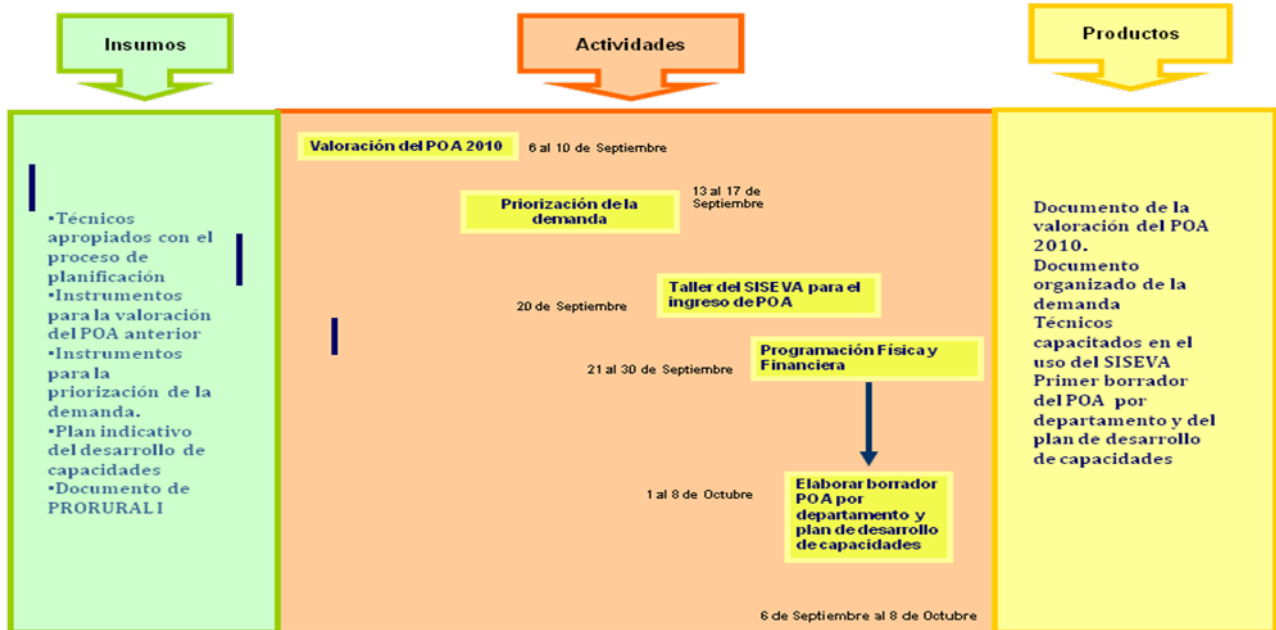 Insumos
Actividades
Productos
▪Técnicos
apropiados con el
proceso de
planificación
▪Instrumentos
para la valoración
del POA anterior
▪Instrumentos
para la
priorización de la
demanda.
▪Plan indicativo
del desarrollo de
capacidades
▪Documento de
PRORURAL I
Valoración del POA 2010
6 al 10 de Septiembre
Priorización de la
demanda
13 al 17 de
Septiembre
Taller del SISEVA para el
ingreso de POA
20 de Septiembre
Programación Física y
Financiera
21 al 30 de Septiembre
Elaborar borrador
POA por
departamento y
plan de desarrollo
de capacidades
1 al 8 de Octubre
6 de Septiembre al 8 de Octubre
Documento de la
valoración del POA
2010.
Documento
organizado de la
demanda
Técnicos
capacitados en el
uso del SISEVA
Primer borrador
del POA por
departamento y del
plan de desarrollo
de capacidades